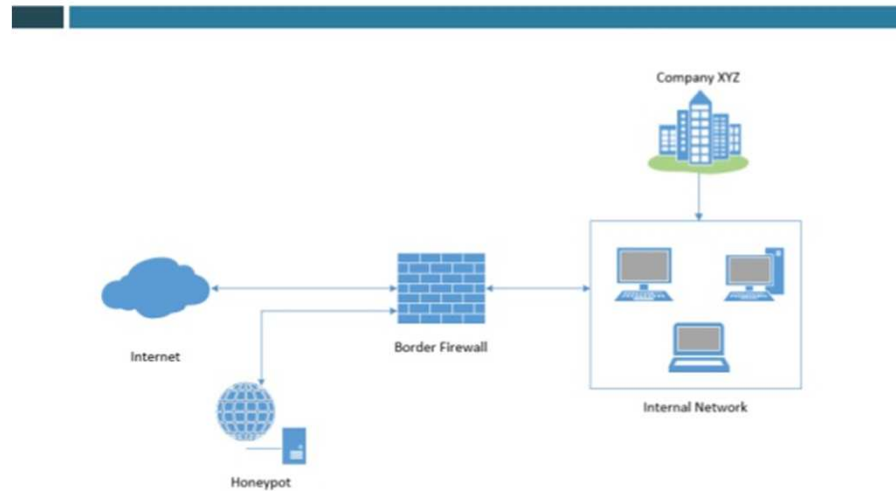 Company XYZ
Internet
Border Firewall
Internal Network
Honeypot